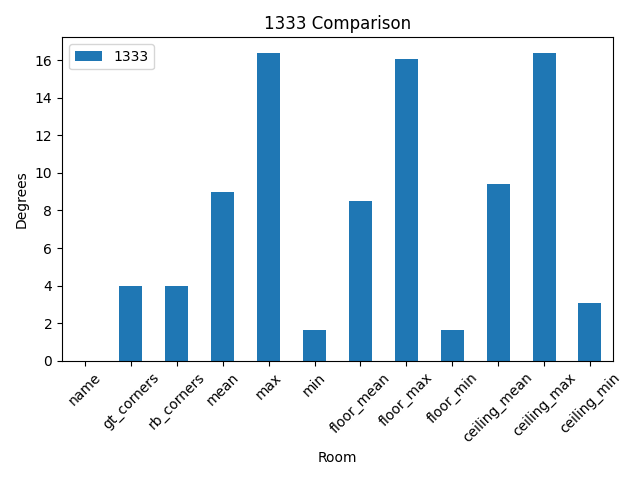 1333 Comparison
1333
Degrees
16
14
12
10
8
6
4
2
0
name
gt_corners
rb_corners
mean
max
min
floor_mean
floor_max
floor_min
ceiling_mean
ceiling_max
ceiling_min
Room